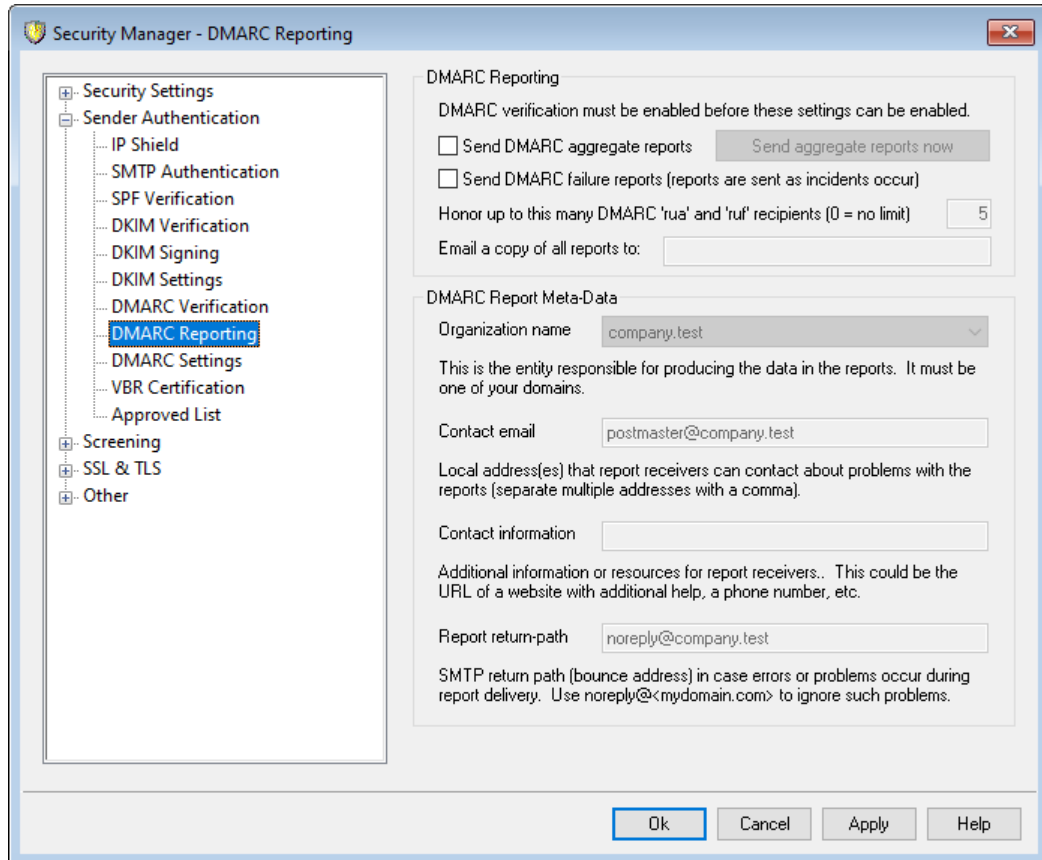 Security Manager - DMARC Reporting
Security Settings
Sender Authentication
IP Shield
SMTP Authentication
SPF Verification
DKIM Verification
DKIM Signing
DKIM Settings
DMARC Verification
DMARC Reporting
DMARC Settings
VBR Certification
Approved List
Screening
SSL & TLS
Other
DMARC Reporting
DMARC verification must be enabled before these settings can be enabled.
Send DMARC aggregate reports Send aggregate reports now
Send DMARC failure reports (reports are sent as incidents occur)
Honor up to this many DMARC 'rua' and 'ruf' recipients (0 = no limit) 5
Email a copy of all reports to:
DMARC Report Meta-Data
Organization name company.test
This is the entity responsible for producing the data in the reports.  It must be
one of your domains.
Contact email postmaster@company.test
Local address(es) that report receivers can contact about problems with the
reports (separate multiple addresses with a comma).
Contact information
Additional information or resources for report receivers..  This could be the
URL of a website with additional help, a phone number, etc.
Report return-path noreply@company.test
SMTP return path (bounce address) in case errors or problems occur during
report delivery.  Use noreply@<mydomain.com> to ignore such problems.
Ok Cancel Apply Help